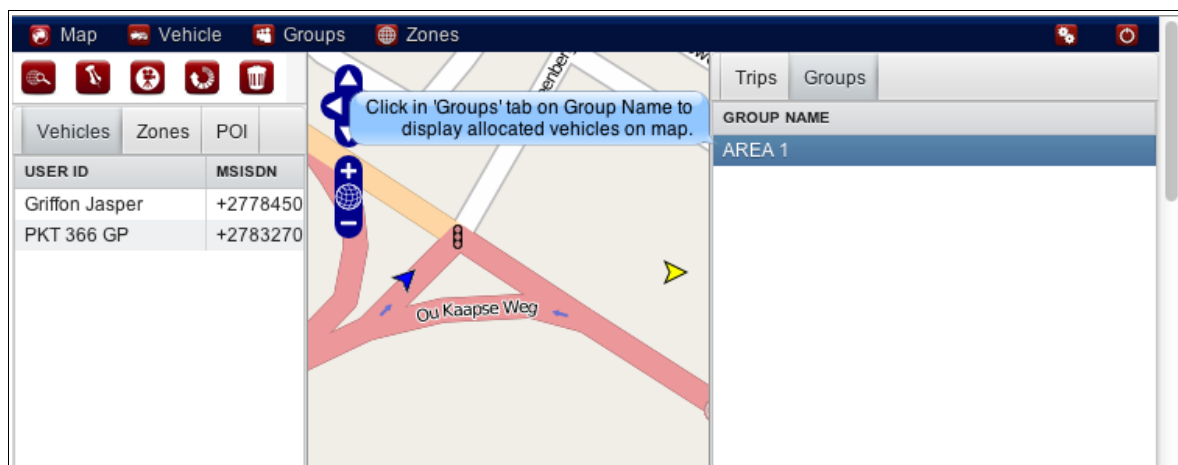 Map Vehicle Groups Zones
Vehicles Zones POI
USER ID MSISDN
Griffon Jasper +2778450
PKT 366 GP +2783270
enberg
Click in 'Groups' tab on Group Name to
display allocated vehicles on map.
Ou Kaapse Weg
Trips Groups
GROUP NAME
AREA 1